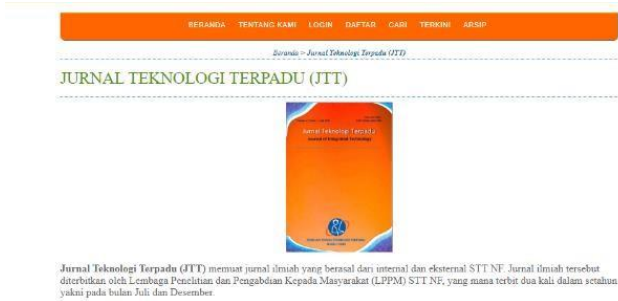 BERANDA TENTANG KAMI LOGIN DAFTAR CARI TERKINI ARSIP
Beranda > Jurnal Teknologi Terpadu (JTT)
JURNAL TEKNOLOGI TERPADU (JTT)
Jurnal Teknologi Terpadu
Journal of Integrated Technology
Jurnal Teknologi Terpadu (JTT) memuat jurnal ilmiah yang berasal dari internal dan eksternal STT NF. Jurnal ilmiah tersebut
diterbitkan oleh Lembaga Penelitian dan Pengabdian Kepada Masyarakat (LPPM) STT NF, yang mana terbit dua kali dalam setahun
yakni pada bulan Juli dan Desember.